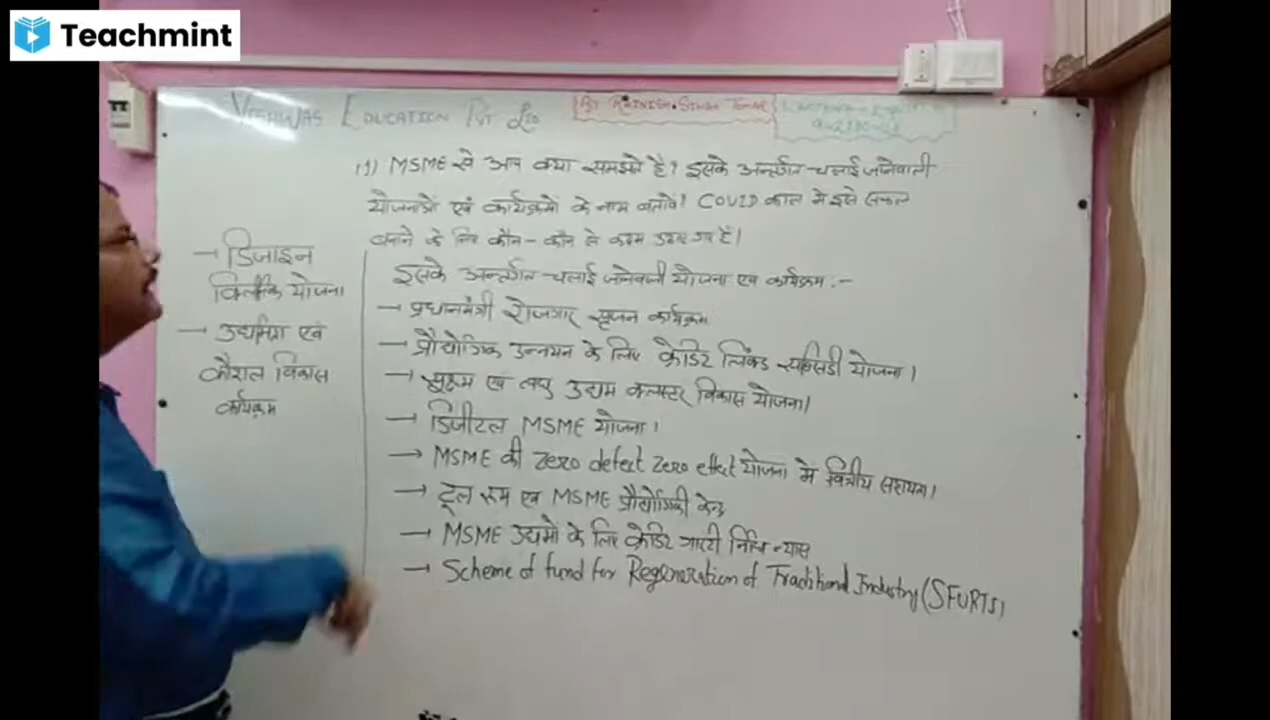 Teachmint
VISHWAS EDUCATION PVT LTD
BY RAJNISH SINGH TOMAR
(1) MSME से आप क्या समझते हैं? इसके अन्तर्गत चलाई जानेवाली
योजनाओं एवं कार्यक्रमों के नाम बतावें। COVID काल मे इसे सफल
बनाने के लिए कौन-कौन से कदम उठाए गए हैं।
इसके अन्तर्गत चलाई जानेवाली योजना एवं कार्यक्रम:-
→ प्रधानमंत्री रोजगार सृजन कार्यक्रम
→ प्रौद्योगिक उन्नयन के लिए क्रेडिट लिंक्ड सब्सिडी योजना।
→ सूक्ष्म एवं लघु उद्यम क्लस्टर विकास योजना।
→ डिजीटल MSME योजना।
→ MSME की Zero defect Zero effect योजना मे वित्तीय सहायता।
→ टूल रूम एवं MSME प्रौद्योगिकी केन्द्र
→ MSME उद्यमों के लिए क्रेडिट गारंटी निधि न्यास
→ Scheme of fund for Regeneration of Traditional Industry (SFURTS)
→ डिजाइन
क्लिनिक योजना
→ उद्यमिता एवं
कौशल विकास
कार्यक्रम